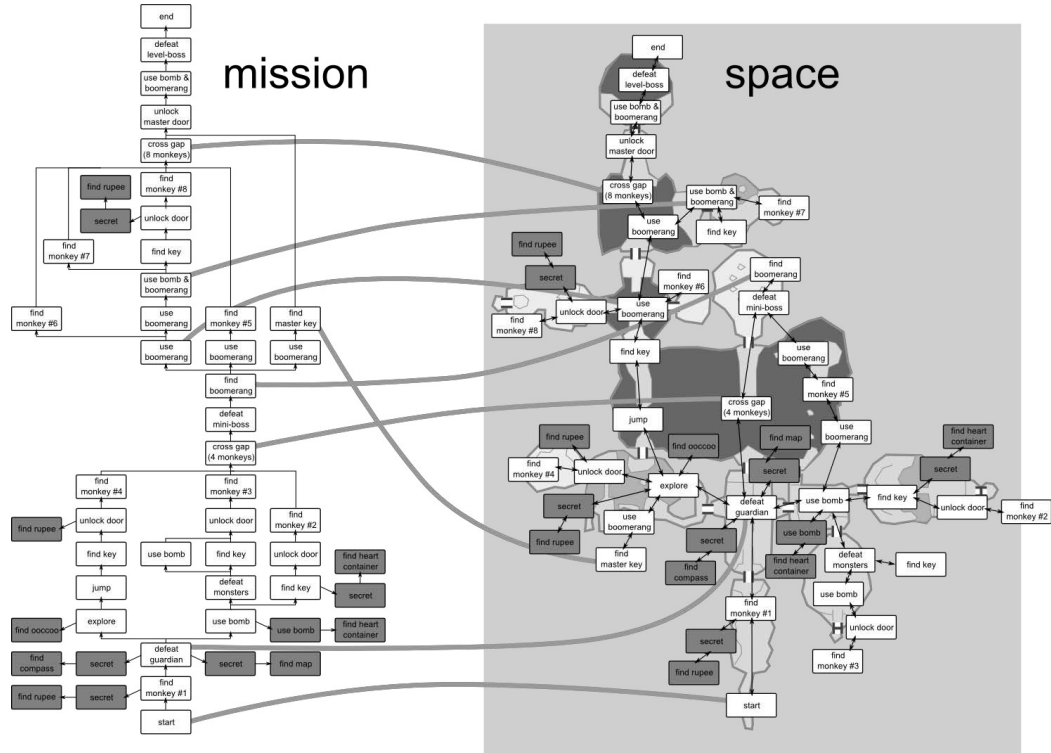 mission
end
defeat
level-boss
use bomb &
boomerang
unlock
master door
cross gap
(8 monkeys)
find rupee
find
monkey #8
secret
unlock door
find
monkey #7
find key
use bomb &
boomerang
find
monkey #6
use
boomerang
find
monkey #5
find
master key
use
boomerang
use
boomerang
use
boomerang
find
boomerang
defeat
mini-boss
cross gap
(4 monkeys)
find
monkey #4
find
monkey #3
find rupee
unlock door
unlock door
find
monkey #2
find key
use bomb
find key
unlock door
find heart
container
jump
defeat
monsters
find key
secret
find ooccoo
explore
use bomb
use bomb
find heart
container
defeat
guardian
find
compass
secret
secret
find map
find rupee
secret
find
monkey #1
start
space
end
defeat
level-boss
use bomb &
boomerang
unlock
master door
cross gap
(8 monkeys)
use bomb &
boomerang
find
monkey #7
use
boomerang
find key
find rupee
secret
find
monkey #6
find
boomerang
unlock door
use
boomerang
defeat
mini-boss
find
monkey #8
find key
use
boomerang
find
monkey #5
jump
cross gap
(4 monkeys)
use
boomerang
find rupee
find ooccoo
find map
find heart
container
find
monkey #4
unlock door
secret
secret
explore
secret
defeat
guardian
use bomb
find key
unlock door
find
monkey #2
use
boomerang
find rupee
secret
use bomb
find
master key
find
compass
find heart
container
defeat
monsters
find key
use bomb
find
monkey #1
secret
unlock door
find rupee
find
monkey #3
start